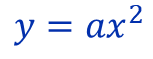 y = ax²